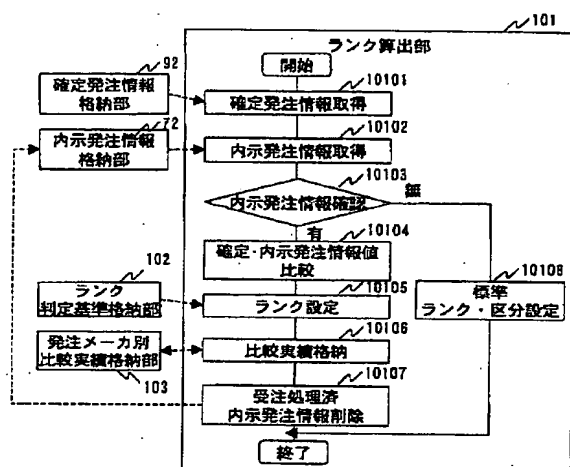 101
ランク算出部
開始
92
確定発注情報
格納部
10101
確定発注情報取得
72
内示発注情報
格納部
10102
内示発注情報取得
10103
内示発注情報確認
無
有
10104
確定・内示発注情報値
比較
102
ランク
判定基準格納部
10105
ランク設定
10108
標準
ランク・区分設定
発注メーカ別
比較実績格納部
103
10106
比較実績格納
10107
受注処理済
内示発注情報削除
終了